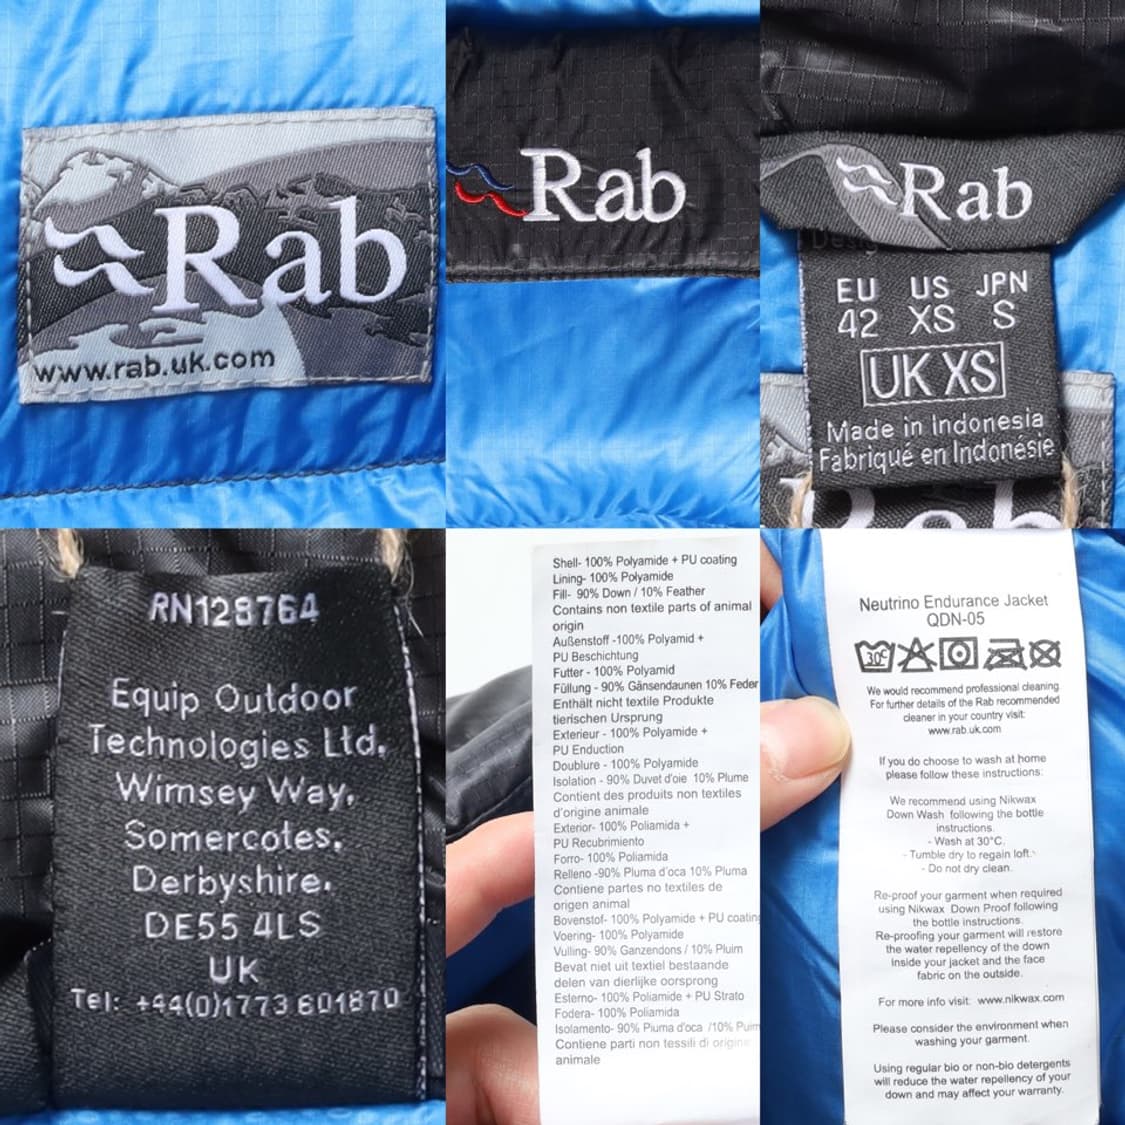 Rab
www.rab.uk.com
Rab
Rab
EU US JPN
42 XS S
UK XS
Made in Indonesia
Fabriqué en Indonésie
Rab
RN128764
Equip Outdoor
Technologies Ltd.
Wimsey Way.
Somercotes.
Derbyshire.
DE55 4LS
UK
Tel: +44(0)1773 601870
Shell- 100% Polyamide + PU coating
Lining- 100% Polyamide
Fill- 90% Down / 10% Feather
Contains non textile parts of animal
origin
Außenstoff -100% Polyamid +
PU Beschichtung
Futter - 100% Polyamid
Füllung - 90% Gänsendaunen 10% Feder
Enthält nicht textile Produkte
tierischen Ursprung
Exterieur - 100% Polyamide +
PU Enduction
Doublure - 100% Polyamide
Isolation - 90% Duvet d'oie 10% Plume
Contient des produits non textiles
d'origine animale
Exterior- 100% Poliamida +
PU Recubrimiento
Forro- 100% Poliamida
Relleno -90% Pluma d'oca 10% Pluma
Contiene partes no textiles de
origen animal
Bovenstof- 100% Polyamide + PU coating
Voering- 100% Polyamide
Vulling- 90% Ganzendons / 10% Pluim
Bevat niet uit textiel bestaande
delen van dierlijke oorsprong
Esterno- 100% Poliamide + PU Strato
Fodera- 100% Poliamida
Isolamento- 90% Piuma d'oca /10% Puim
Contiene parti non tessili di origine
animale
Neutrino Endurance Jacket
QDN-05
30°C
We would recommend professional cleaning
For further details of the Rab recommended
cleaner in your country visit:
www.rab.uk.com
If you do choose to wash at home
please follow these instructions:
We recommend using Nikwax
Down Wash following the bottle
instructions.
- Wash at 30°C.
- Tumble dry to regain loft.
- Do not dry clean.
Re-proof your garment when required
using Nikwax Down Proof following
the bottle instructions.
Re-proofing your garment will restore
the water repellency of the down
Inside your jacket and the face
fabric on the outside.
For more info visit: www.nikwax.com
Please consider the environment when
washing your garment.
Using regular bio or non-bio detergents
will reduce the water repellency of your
down and may affect your warranty.